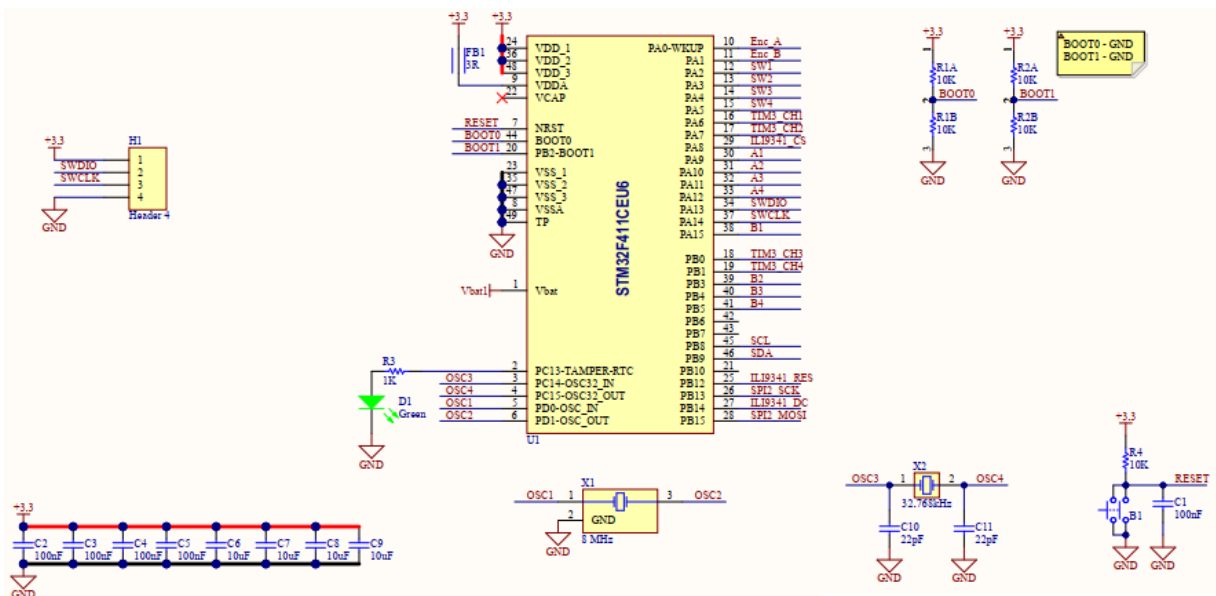 +3.3
+3.3
FB1
3R
24 VDD_1
36 VDD_2
48 VDD_3
9 VDDA
22 VCAP
RESET 7 NRST
BOOT0 44 BOOT0
BOOT1 20 PB2-BOOT1
23 VSS_1
35 VSS_2
47 VSS_3
8 VSSA
49 TP
GND
Vbat1 1 Vbat
2 PC13-TAMPER-RTC
OSC3 3 PC14-OSC32_IN
OSC4 4 PC15-OSC32_OUT
OSC1 5 PD0-OSC_IN
OSC2 6 PD1-OSC_OUT
U1
STM32F411CEU6
PA0-WKUP 10 Enc_A
PA1 11 Enc_B
PA2 12 SW1
PA3 13 SW2
PA4 14 SW3
PA5 15 SW4
PA6 16 TIM3_CH1
PA7 17 TIM3_CH2
PA8 29 ILI9341_CS
PA9 30 A1
PA10 31 A2
PA11 32 A3
PA12 33 A4
PA13 34 SWDIO
PA14 37 SWCLK
PA15 38 B1
PB0 18 TIM3_CH3
PB1 19 TIM3_CH4
PB3 39 B2
PB4 40 B3
PB5 41 B4
PB6 42
PB7 43
PB8 45 SCL
PB9 46 SDA
PB10 21
PB12 25 ILI9341_RES
PB13 26 SPI2_SCK
PB14 27 ILI9341_DC
PB15 28 SPI2_MOSI
+3.3
1
R1A
10K
2 BOOT0
R1B
10K
3
GND
+3.3
1
R2A
10K
2 BOOT1
R2B
10K
3
GND
BOOT0 - GND
BOOT1 - GND
H1
+3.3 1
SWDIO 2
SWCLK 3
4
GND
Header 4
R3
1K
D1
Green
GND
+3.3
C2
100nF
C3
100nF
C4
100nF
C5
100nF
C6
10uF
C7
10uF
C8
10uF
C9
10uF
GND
X1
OSC1 1 3 OSC2
2 GND
GND
8 MHz
X2
OSC3 1 2 OSC4
32.768kHz
C10
22pF
C11
22pF
GND
GND
+3.3
R4
10K
RESET
B1
C1
100nF
GND
GND